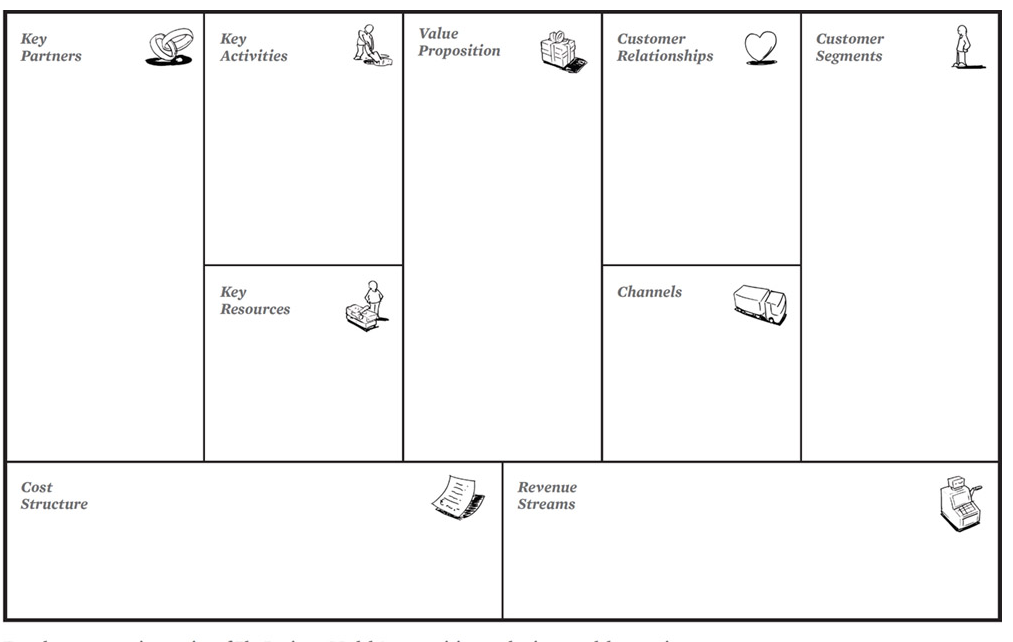 Key
Partners
Key
Activities
Value
Proposition
Customer
Relationships
Customer
Segments
Key
Resources
Channels
Cost
Structure
Revenue
Streams